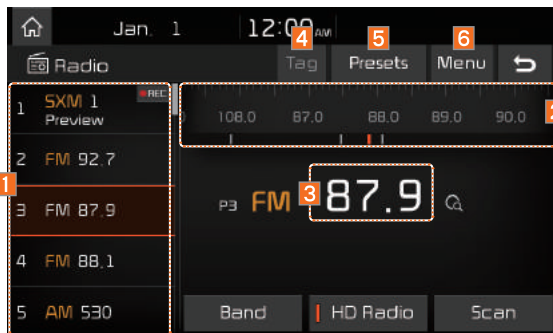 Jan. 1 12:00 AM
4 5 6
Radio Tag Presets Menu
1 SXM 1 REC
Preview
108.0 87.0 88.0 89.0 90.0 2
2 FM 92.7
1
3 FM 87.9
P3 FM 3 87.9
4 FM 88.1
5 AM 530
Band HD Radio Scan